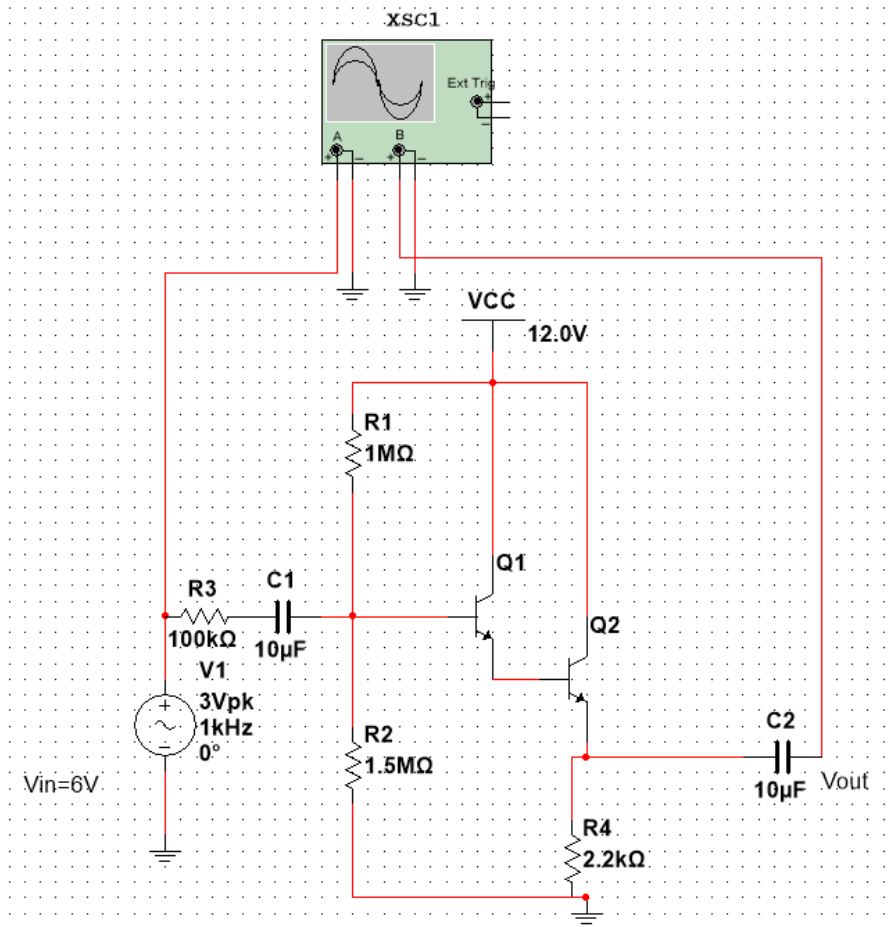 XSC1
Ext Trig
+
−
A
B
+
−
+
−
VCC
12.0V
R1
1MΩ
Q1
R3
C1
100kΩ
10µF
Q2
V1
3Vpk
1kHz
0°
+
−
Vin=6V
R2
1.5MΩ
C2
10µF
Vout
R4
2.2kΩ